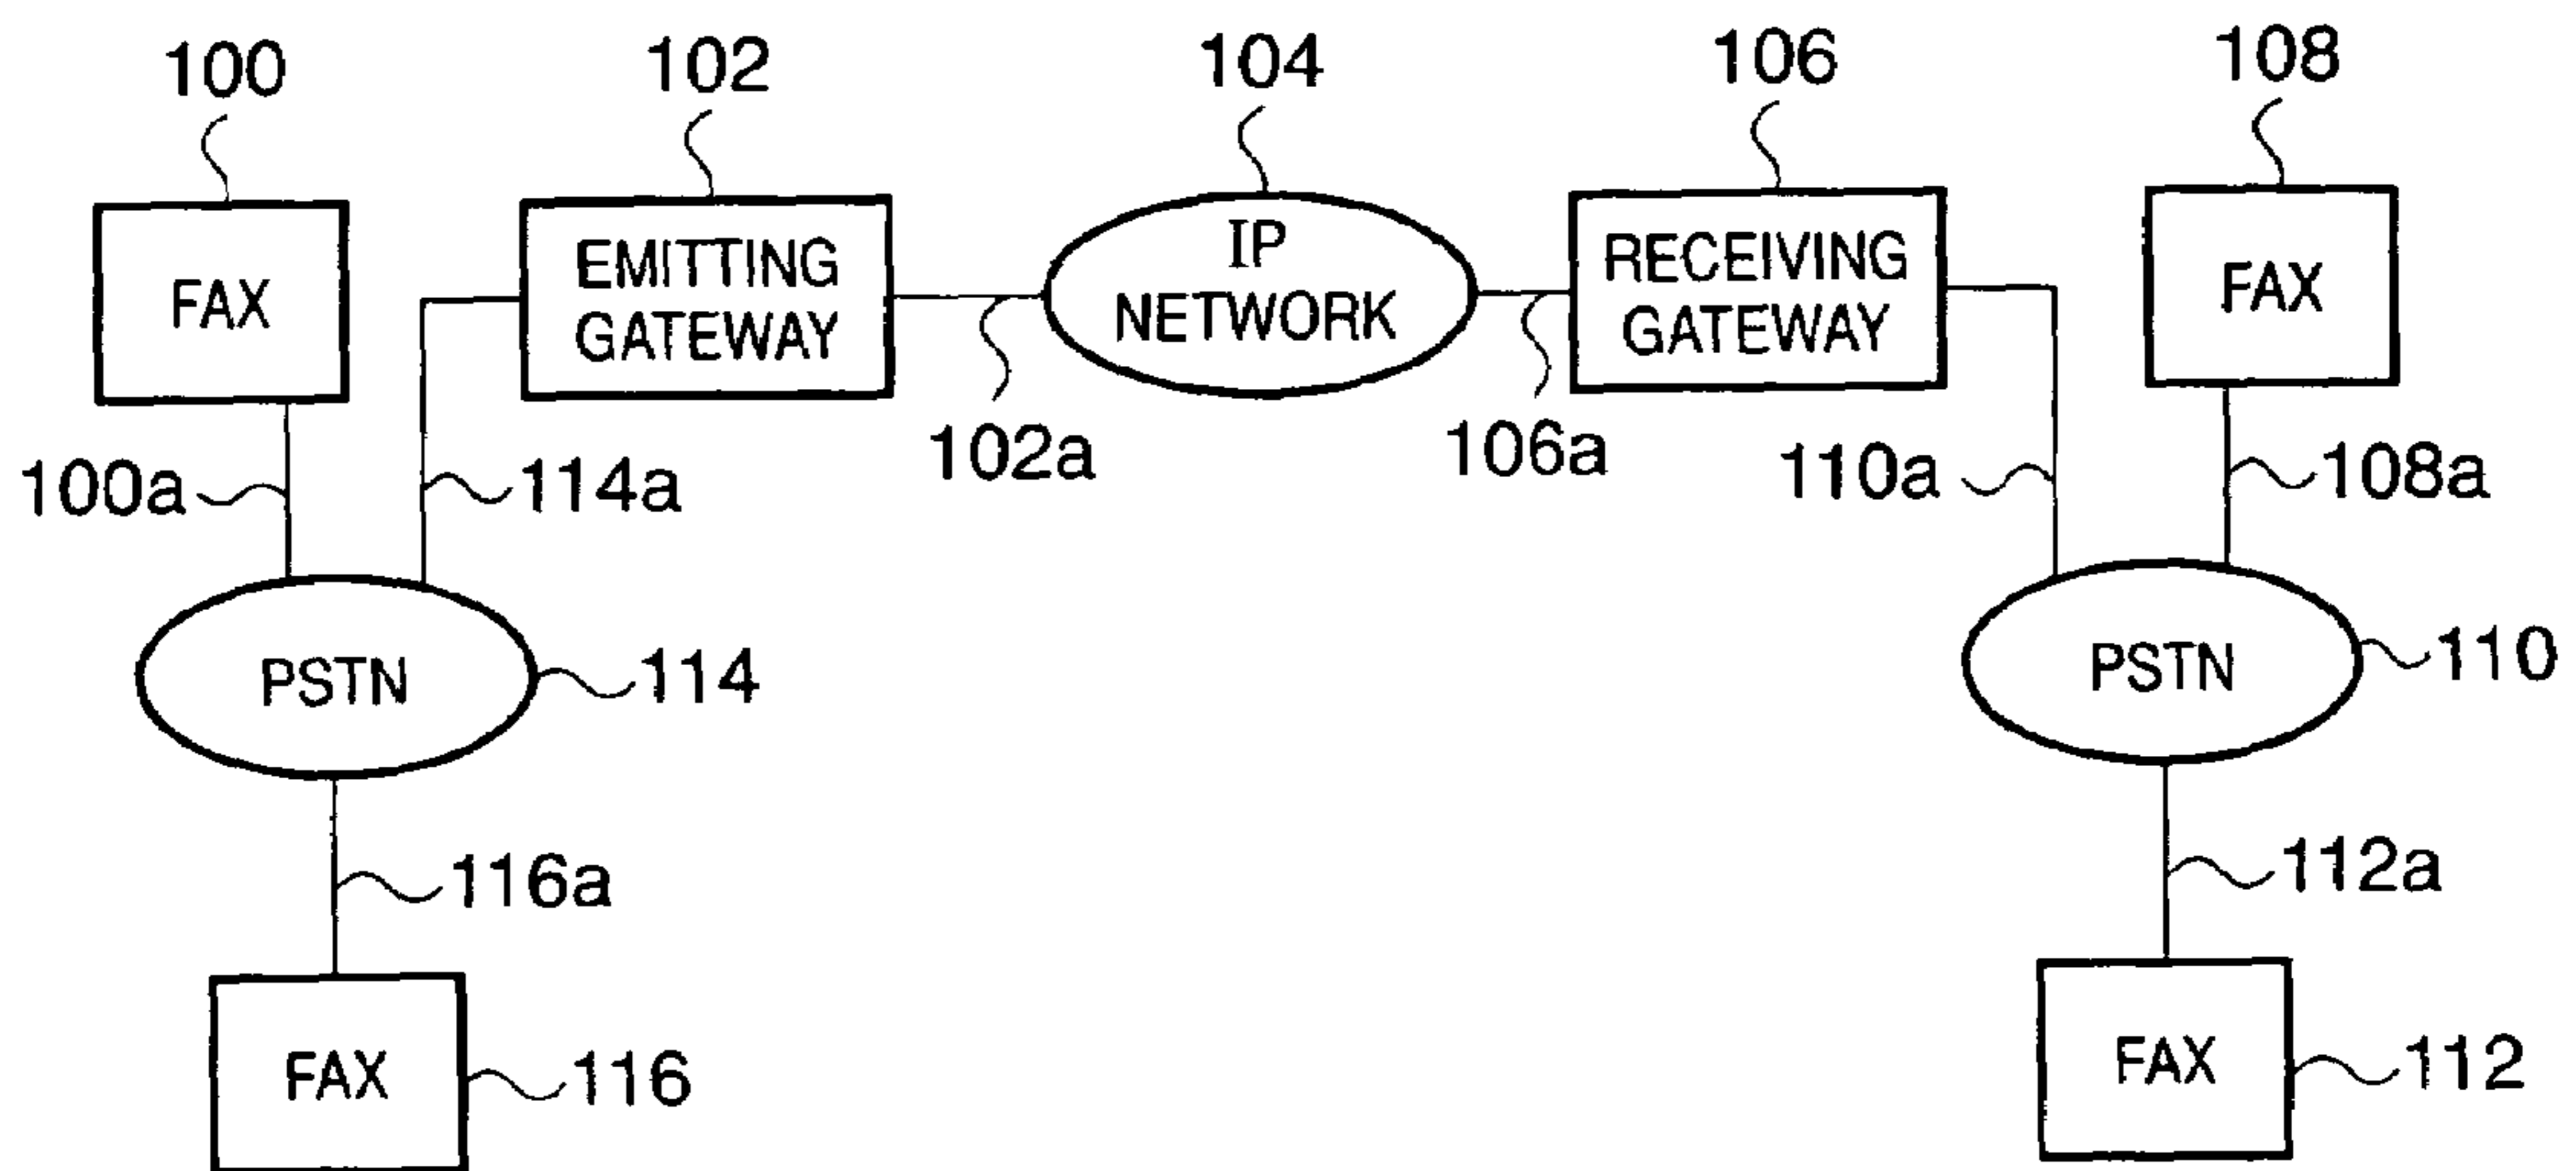 100
102
104
106
108
FAX
EMITTING
GATEWAY
IP
NETWORK
RECEIVING
GATEWAY
FAX
100a
114a
102a
106a
110a
108a
PSTN
114
PSTN
110
116a
112a
FAX
116
FAX
112